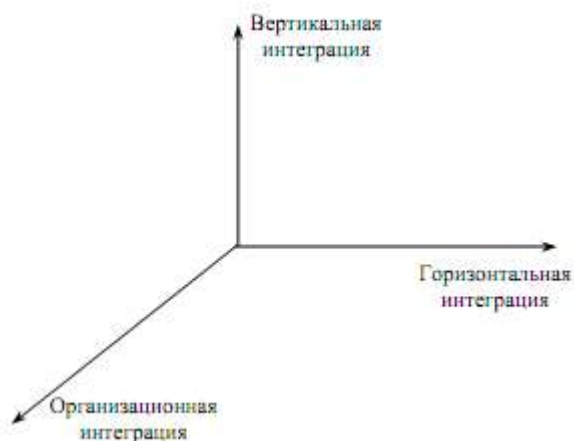 Вертикальная
интеграция
Горизонтальная
интеграция
Организационная
интеграция